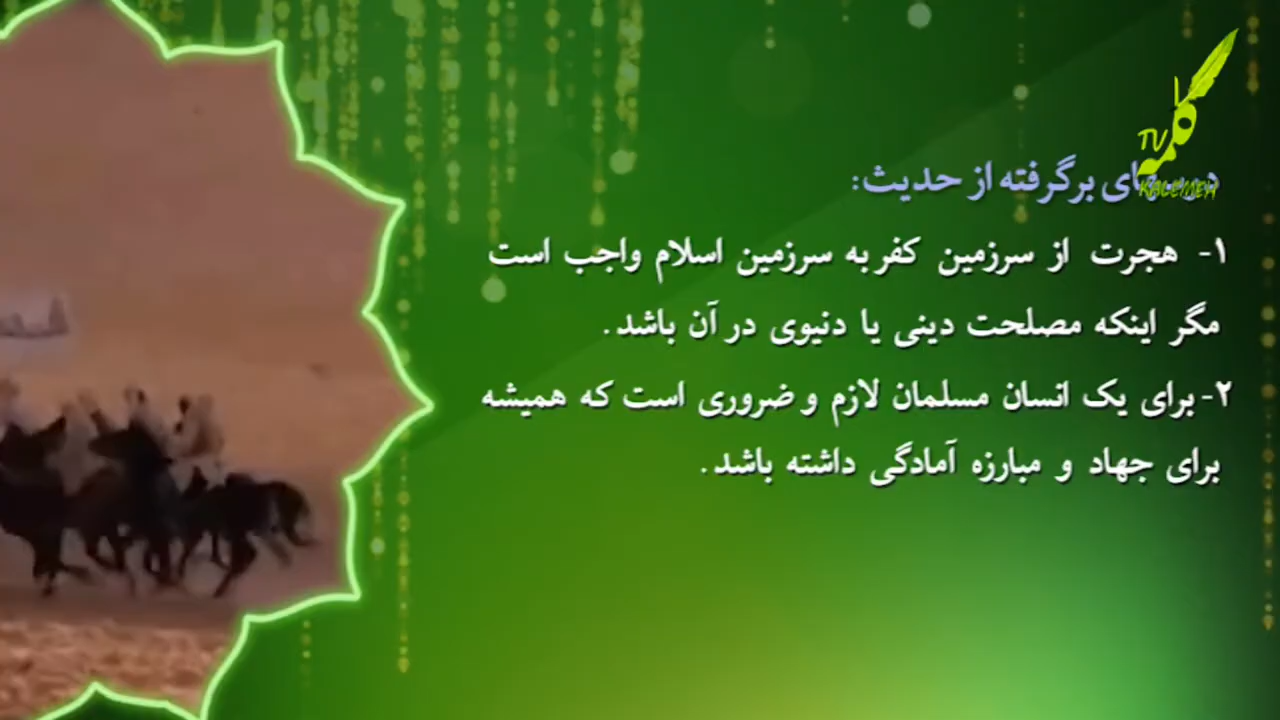 برگرفته از حدیث:
۱- هجرت از سرزمین کفر به سرزمین اسلام واجب است
مگر اینکه مصلحت دینی یا دنیوی در آن باشد.
۲- برای یک انسان مسلمان لازم و ضروری است که همیشه
برای جهاد و مبارزه آمادگی داشته باشد.
TV
KALEMEH